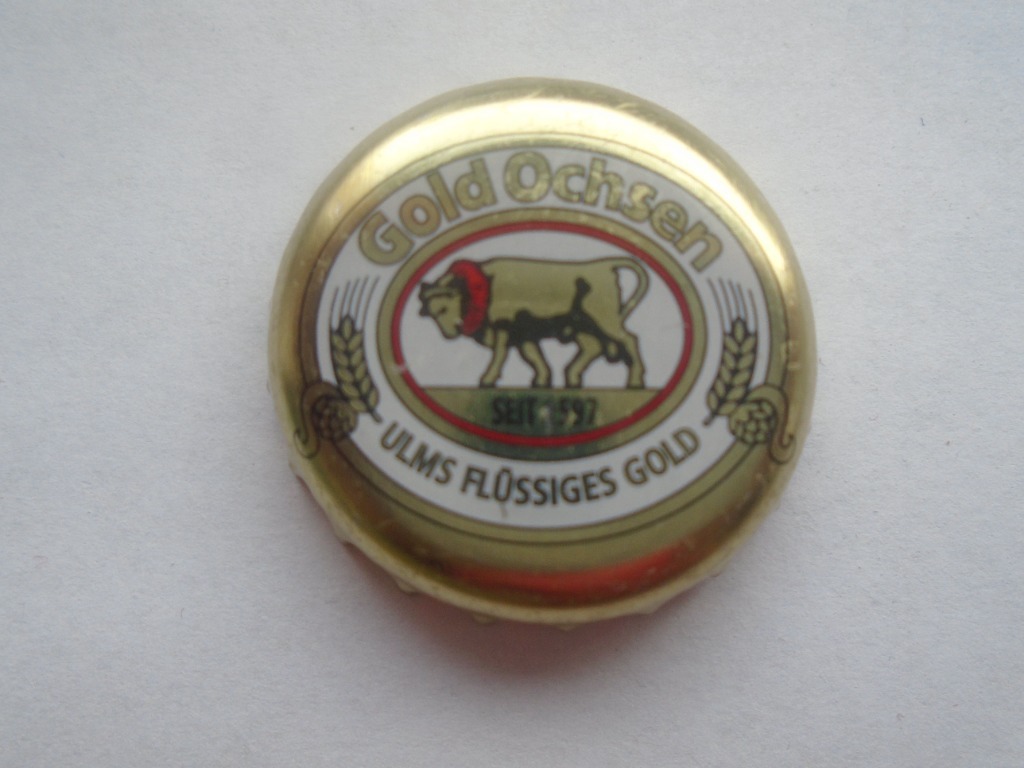 Gold Ochsen
SEIT 1597
ULMS FLÜSSIGES GOLD